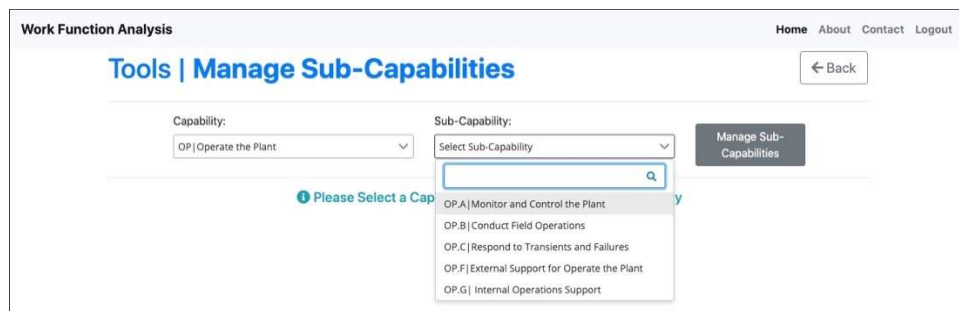 Work Function Analysis
Home About Contact Logout
Tools | Manage Sub-Capabilities
Back
Capability:
Sub-Capability:
OP|Operate the Plant
Select Sub-Capability
Manage Sub-
Capabilities
Please Select a Cap
y
OP.A|Monitor and Control the Plant
OP.B|Conduct Field Operations
OP.C|Respond to Transients and Failures
OP.F|External Support for Operate the Plant
OP.G| Internal Operations Support